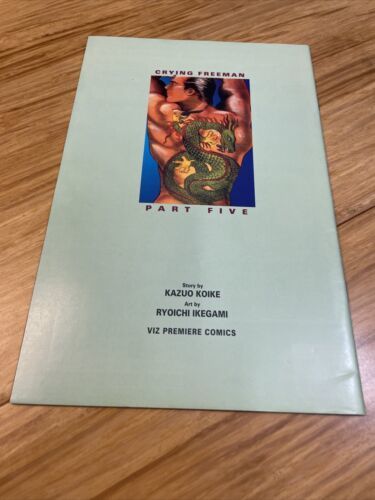 CRYING FREEMAN
PART FIVE
Story by
KAZUO KOIKE
Art by
RYOICHI IKEGAMI
VIZ PREMIERE COMICS